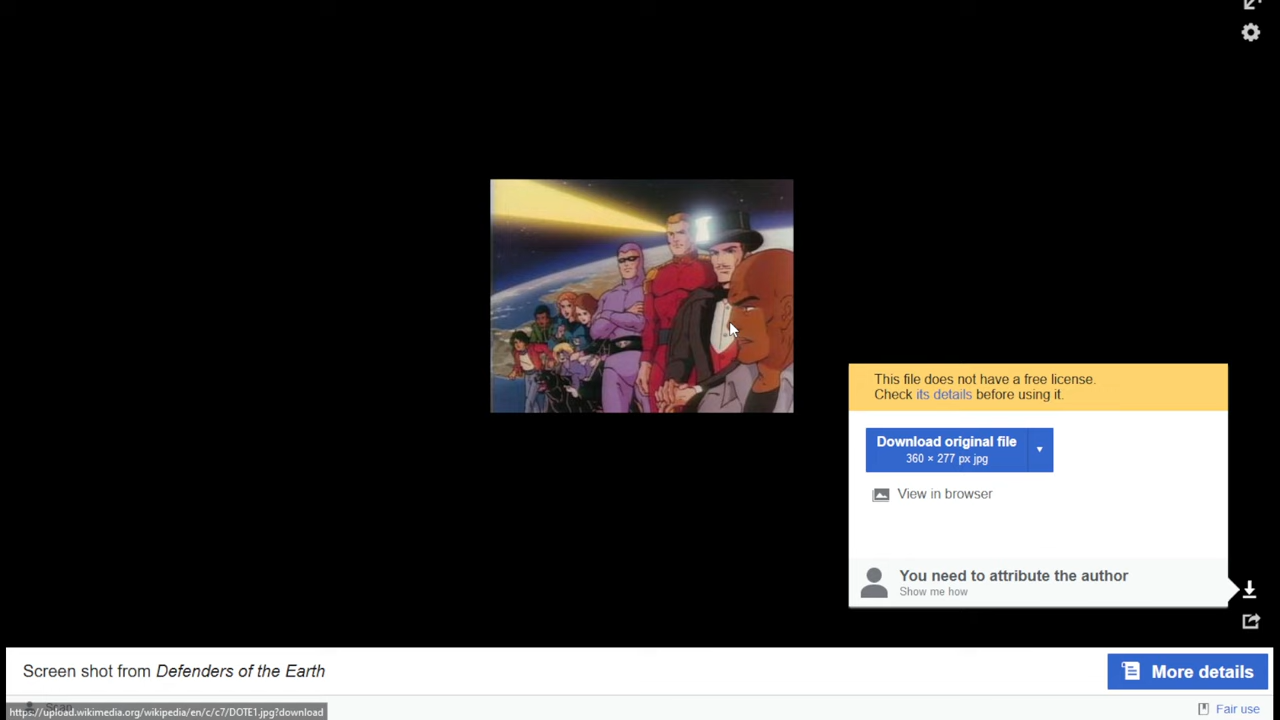 This file does not have a free license.
Check its details before using it.
Download original file
360 × 277 px jpg
View in browser
You need to attribute the author
Show me how
Screen shot from Defenders of the Earth
More details
https://upload.wikimedia.org/wikipedia/en/c/c7/DOTE1.jpg?download
Fair use